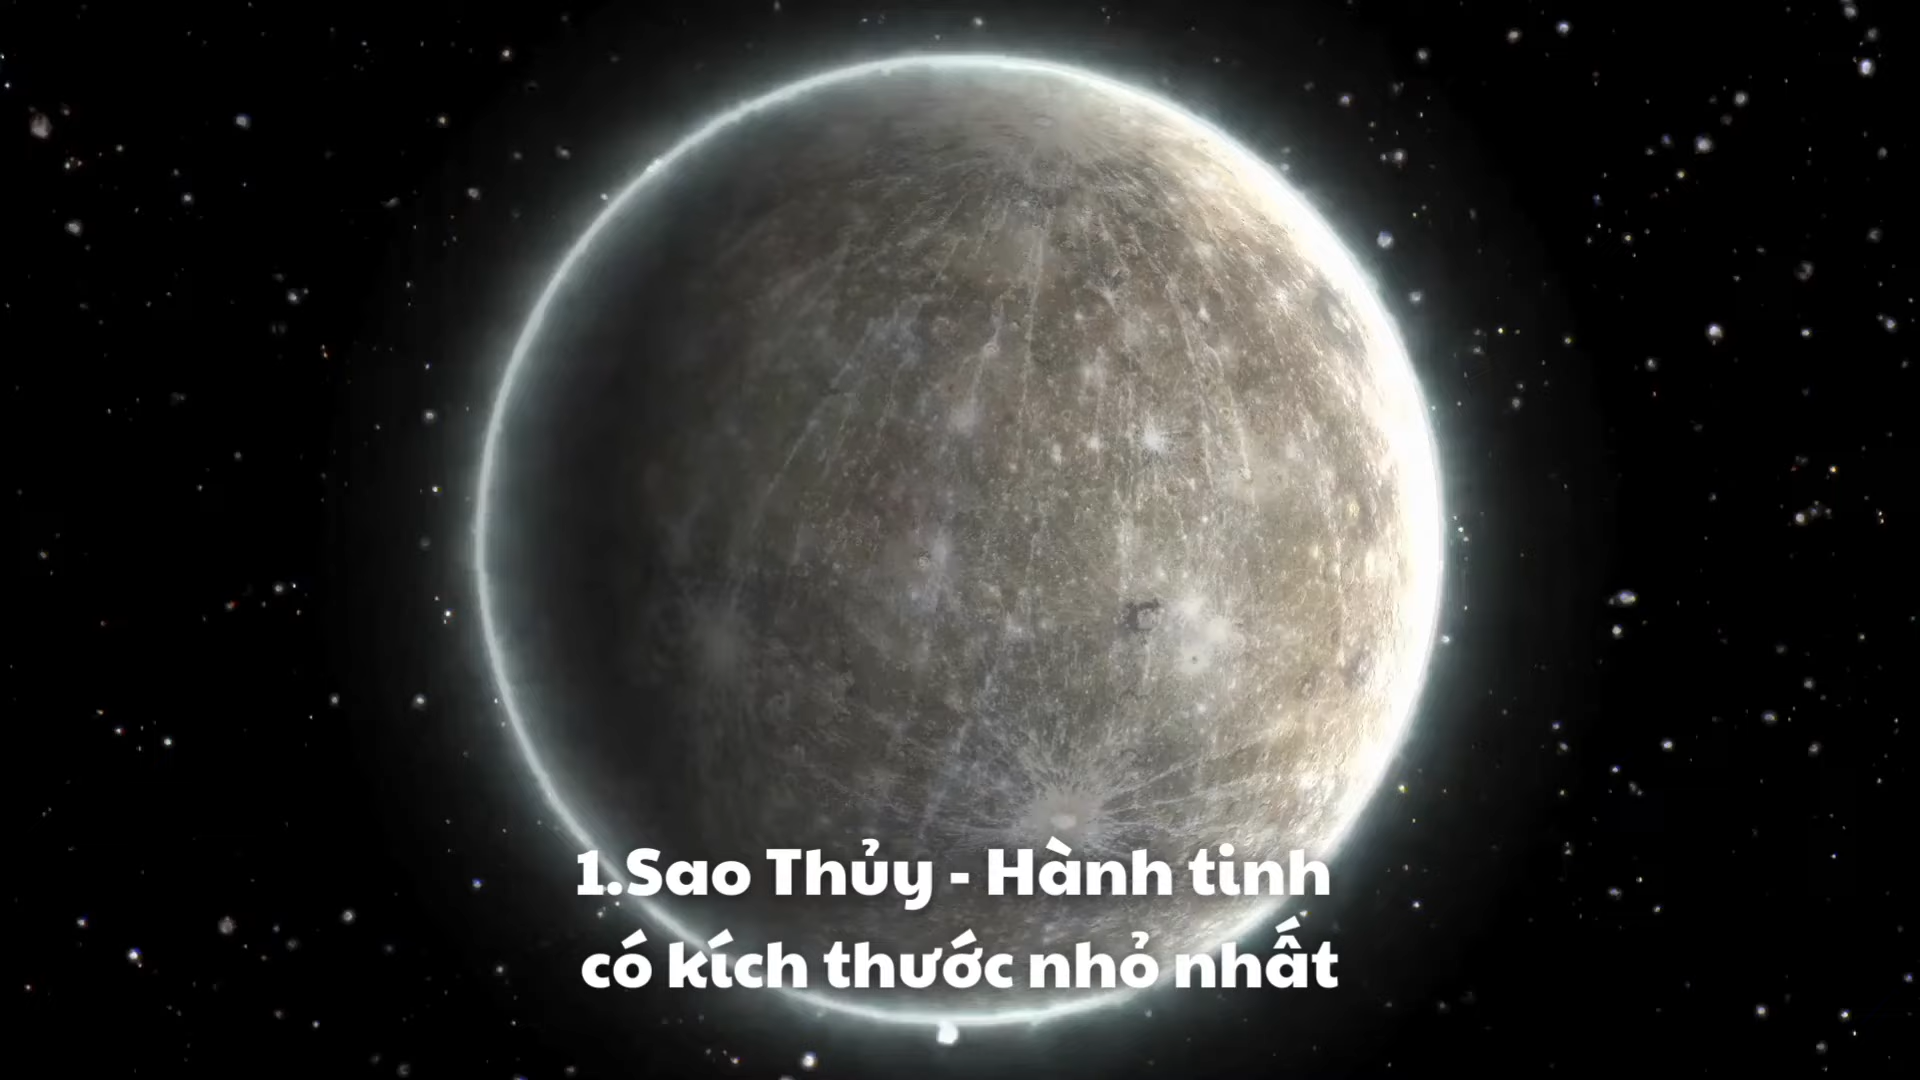 1.Sao Thủy - Hành tinh
có kích thước nhỏ nhất